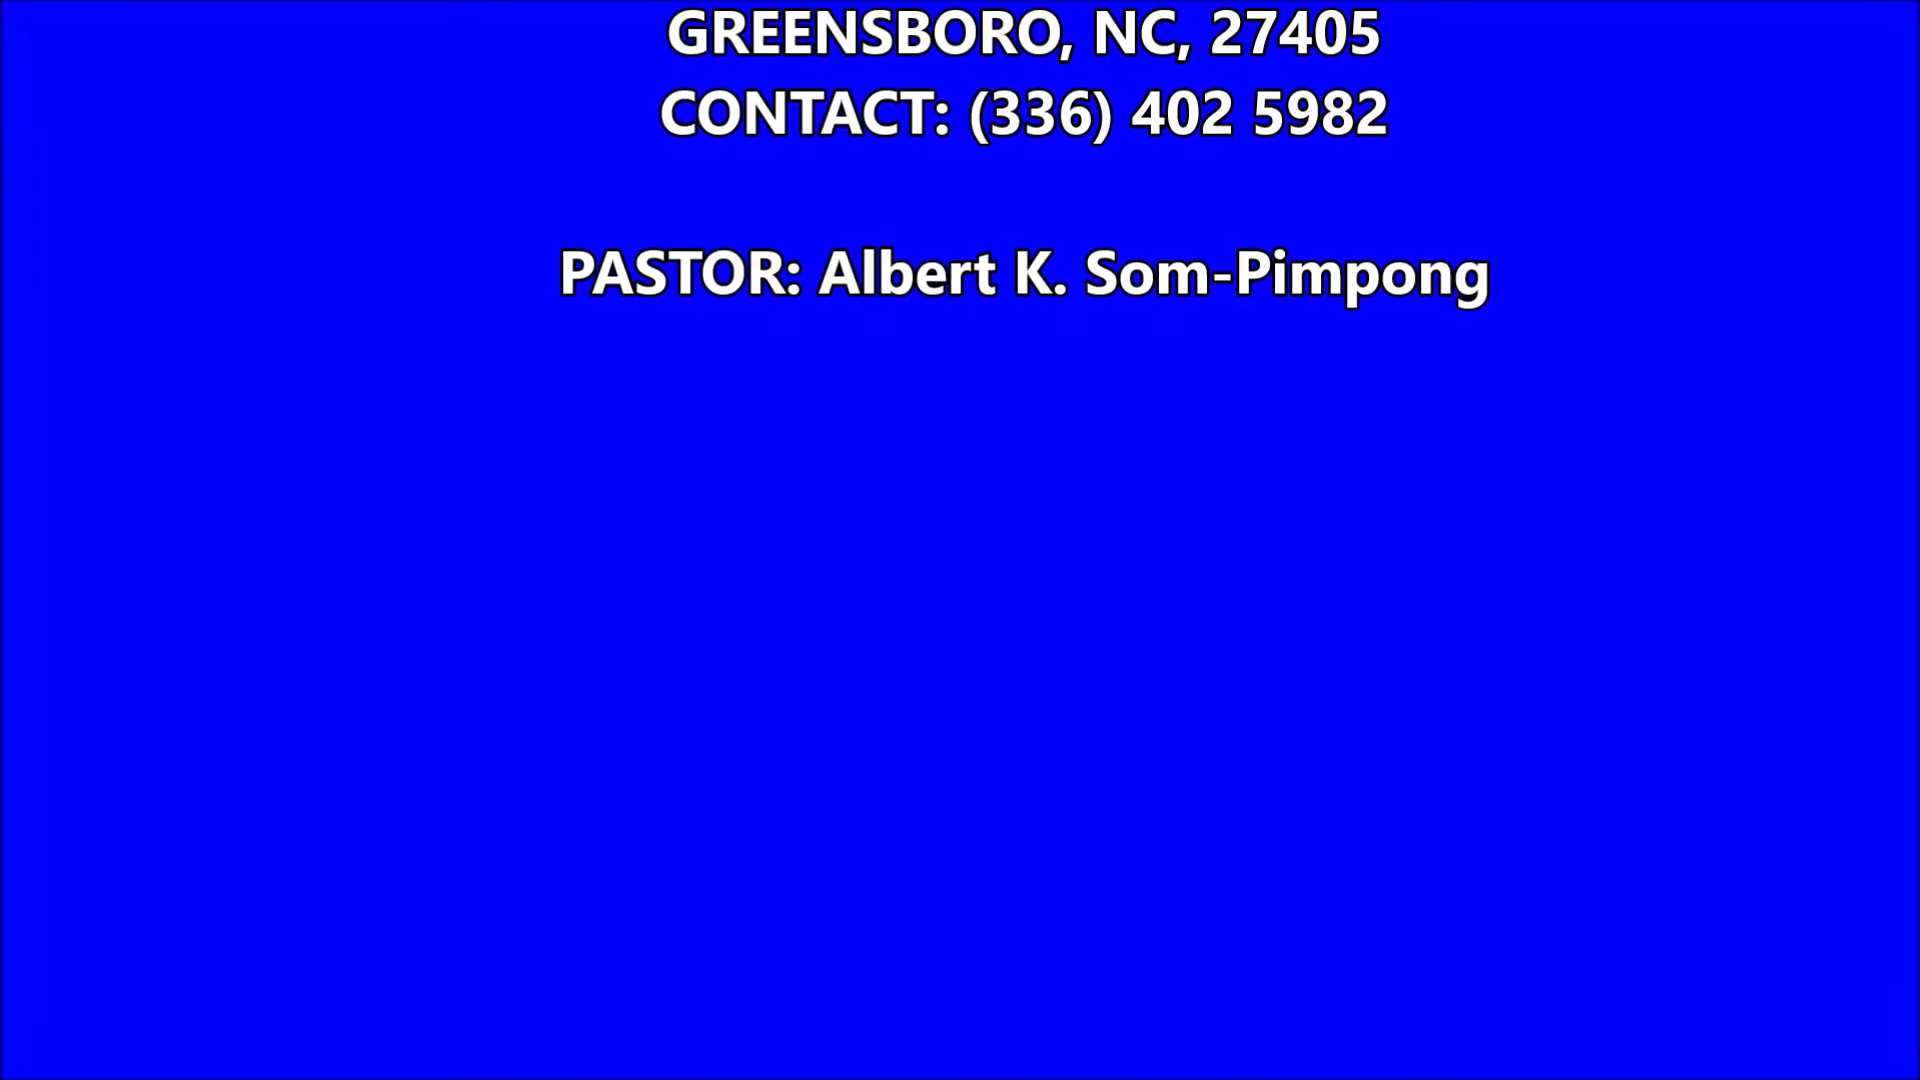 GREENSBORO, NC, 27405
CONTACT: (336) 402 5982
PASTOR: Albert K. Som-Pimpong